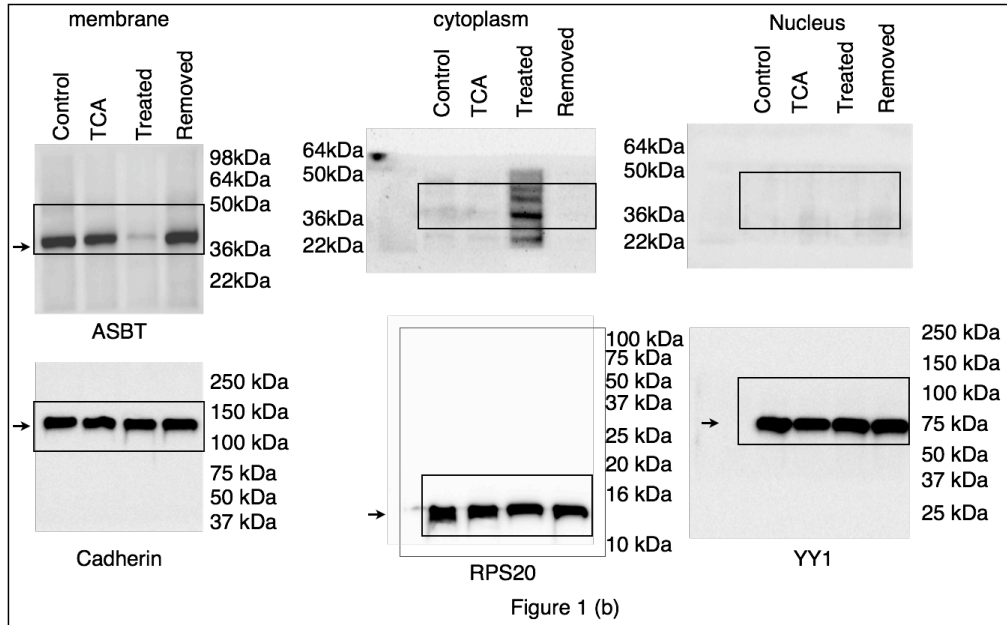 membrane
cytoplasm
Nucleus
Control
TCA
Treated
Removed
Control
TCA
Treated
Removed
Control
TCA
Treated
Removed
98kDa
64kDa
50kDa
36kDa
22kDa
64kDa
50kDa
36kDa
22kDa
64kDa
50kDa
36kDa
22kDa
ASBT
250 kDa
150 kDa
100 kDa
75 kDa
50 kDa
37 kDa
Cadherin
100 kDa
75 kDa
50 kDa
37 kDa
25 kDa
20 kDa
16 kDa
10 kDa
RPS20
250 kDa
150 kDa
100 kDa
75 kDa
50 kDa
37 kDa
25 kDa
YY1
Figure 1 (b)